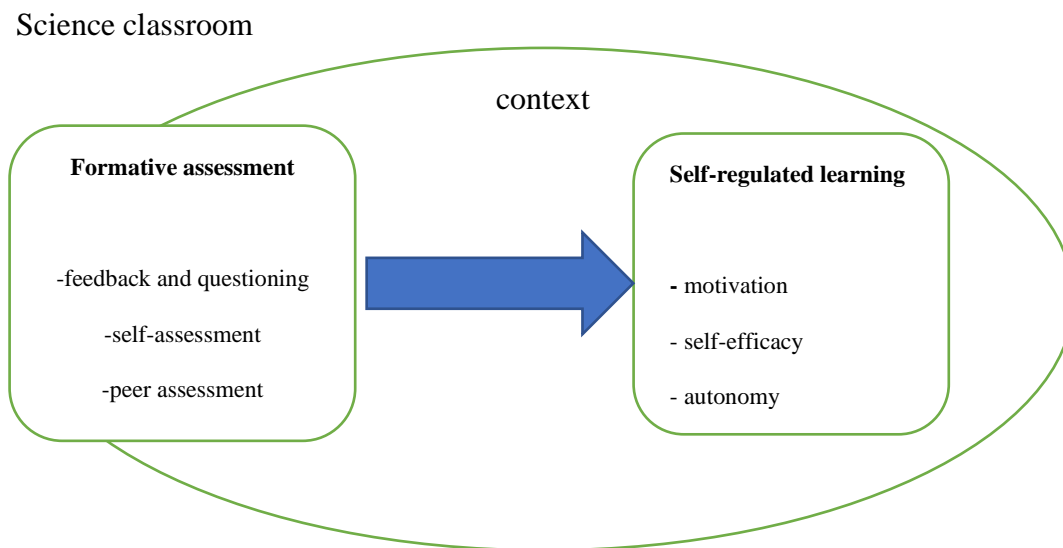 Science classroom
context
Formative assessment
-feedback and questioning
-self-assessment
-peer assessment
Self-regulated learning
- motivation
- self-efficacy
- autonomy